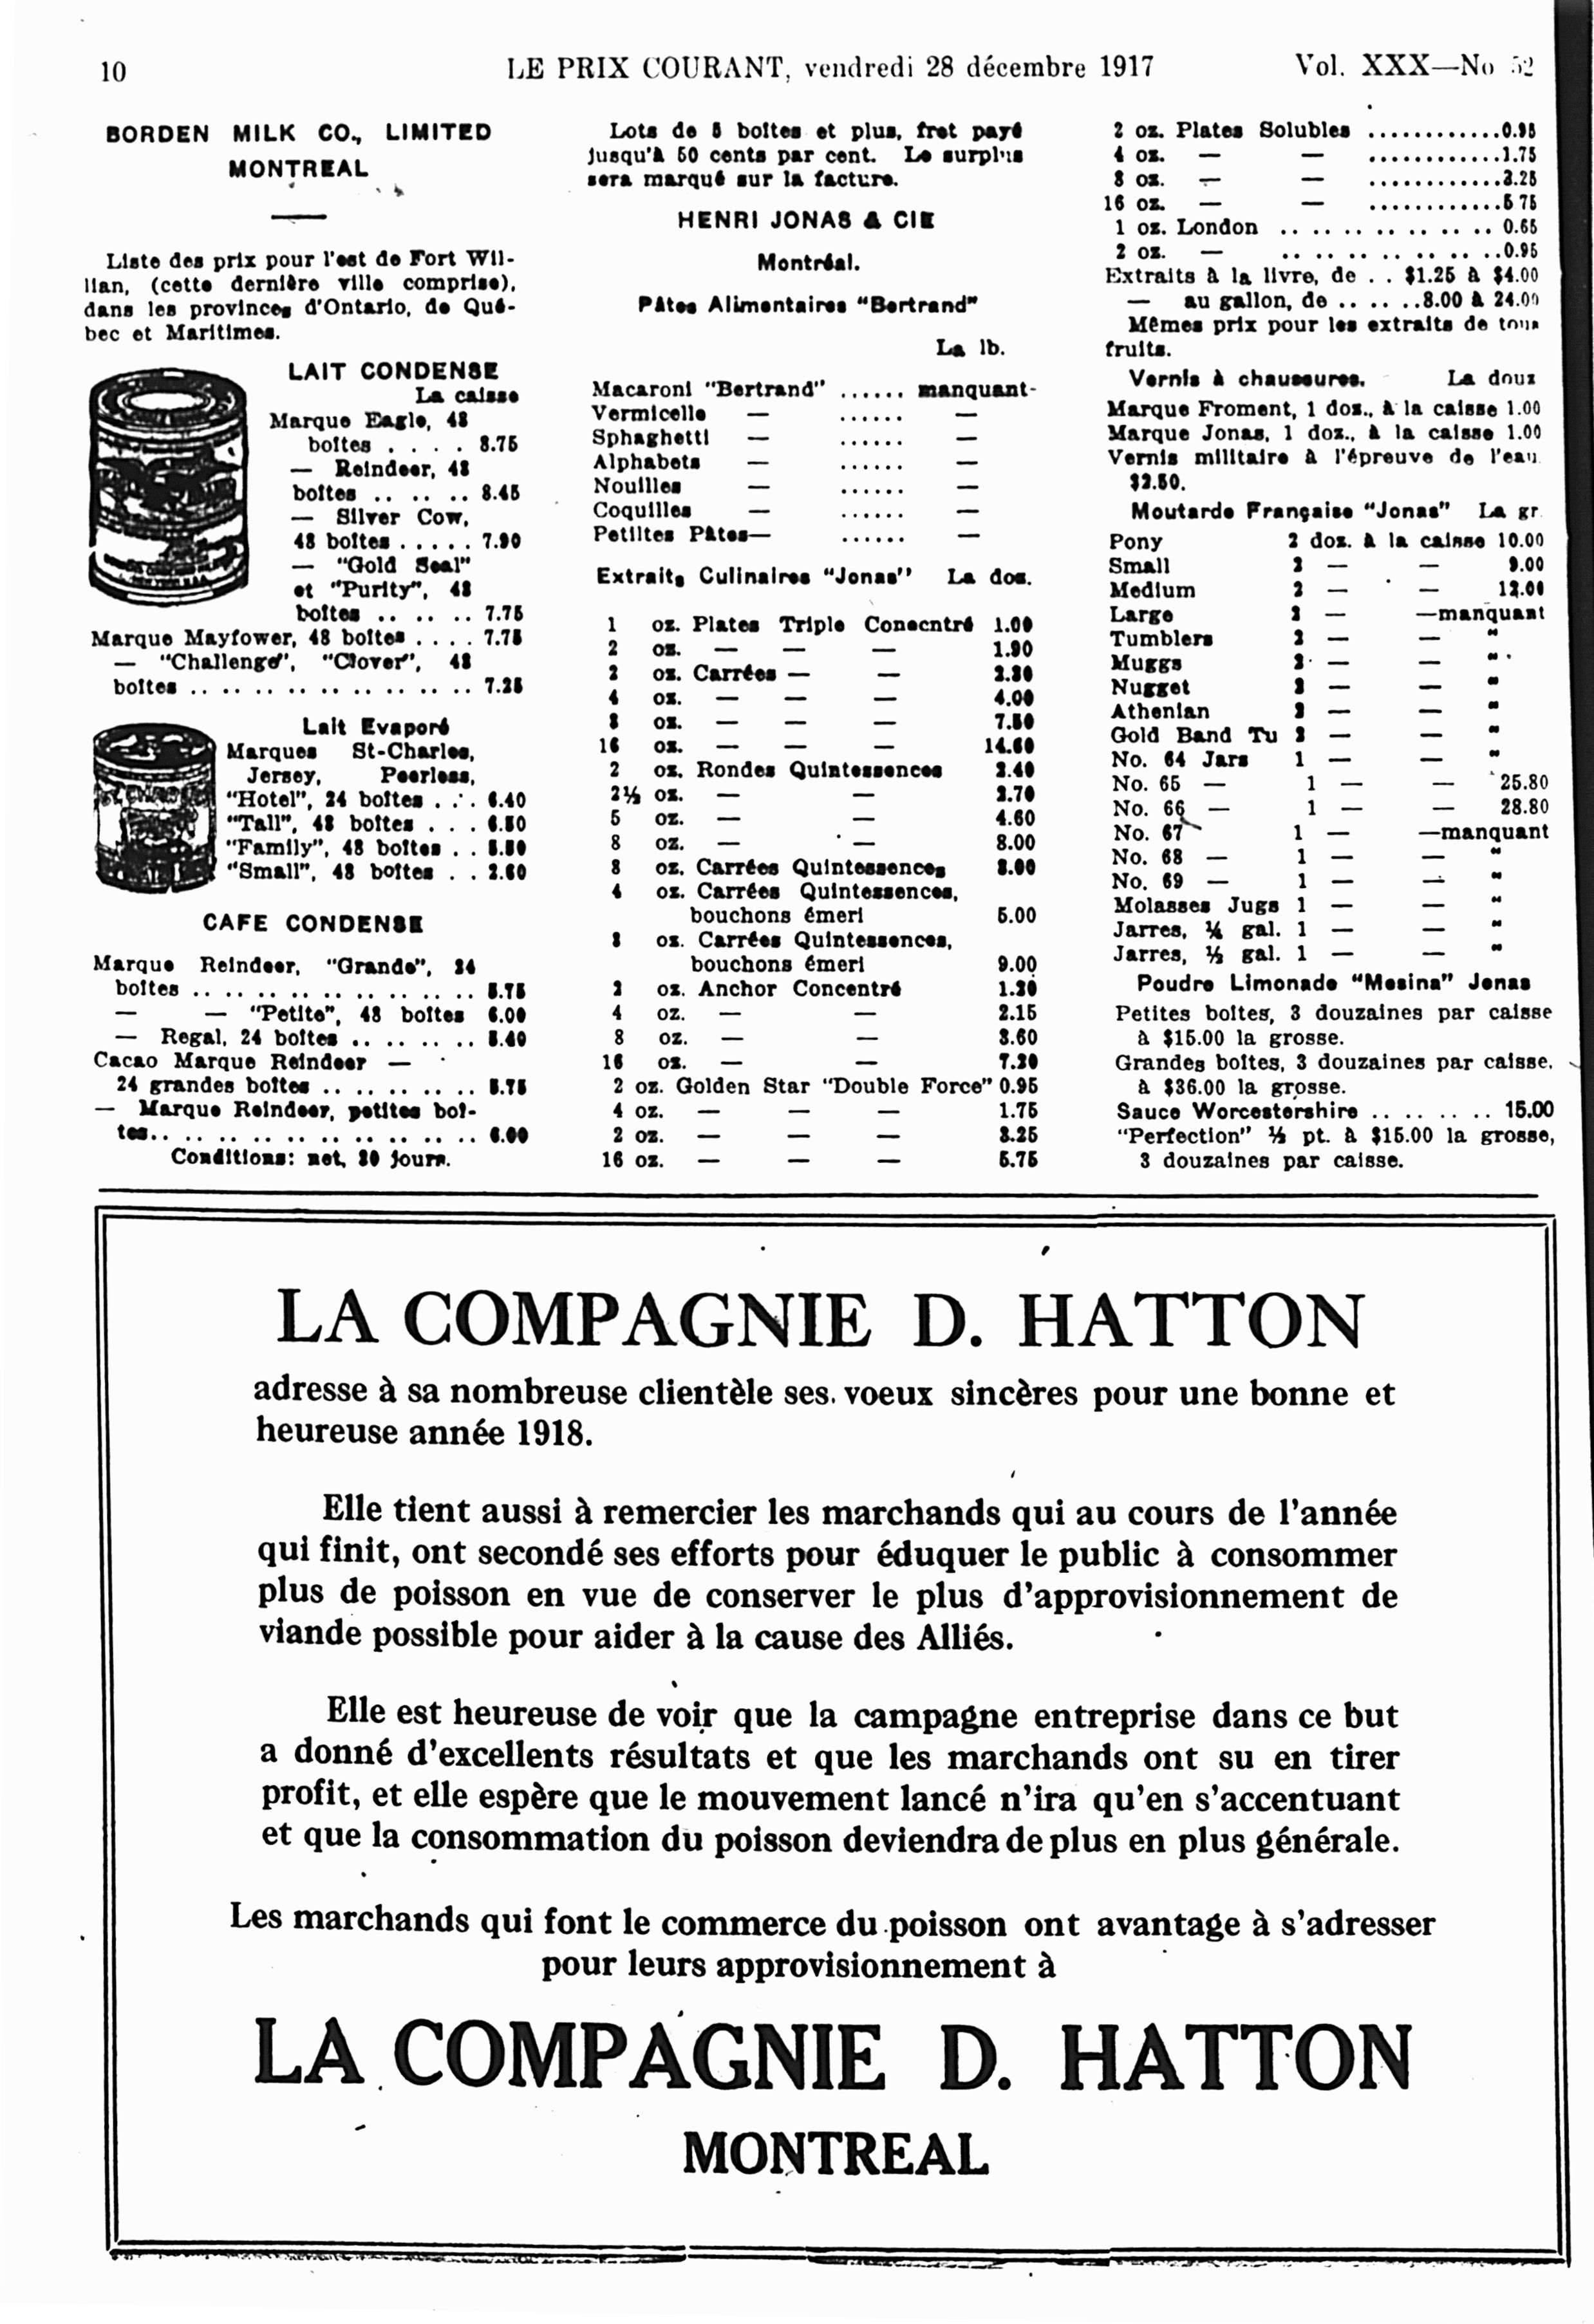 10
LE PRIX COURANT, vendredi 28 décembre 1917
Vol. XXX—No 52
BORDEN MILK CO., LIMITED
MONTREAL
Liste des prix pour l'est de Fort Wil-
lian, (cette dernière ville comprise),
dans les provinces d'Ontario, de Qué-
bec et Maritimes.
LAIT CONDENSE
La caisse
Marque Eagle, 48
boîtes . . . . 8.75
— Reindeer, 48
boîtes .. .. .. 8.45
— Silver Cow,
48 boîtes . . . . . 7.90
— "Gold Seal"
et "Purity", 48
boîtes .. .. .. 7.75
Marque Mayfower, 48 boîtes . . . . 7.75
— "Challenge", "Clover", 48
boîtes .. .. .. .. .. .. .. .. .. 7.25
Lait Evaporé
Marques St-Charles,
Jersey, Peerless,
"Hotel", 24 boîtes . . . 6.40
"Tall", 48 boîtes . . . 6.50
"Family", 48 boîtes . . 5.50
"Small", 48 boîtes . . 2.60
CAFE CONDENSE
Marque Reindeer, "Grande", 24
boîtes .. .. .. .. .. .. .. .. .. 5.75
— — "Petite", 48 boîtes 6.00
— Regal, 24 boîtes .. .. .. .. 5.40
Cacao Marque Reindeer —
24 grandes boîtes .. .. .. .. .. 5.75
— Marque Reindeer, petites boî-
tes.. .. .. .. .. .. .. .. .. .. 6.00
Conditions: net, 30 jours.
Lots de 5 boîtes et plus, fret payé
jusqu'à 50 cents par cent. Le surplus
sera marqué sur la facture.
HENRI JONAS & CIE
Montréal.
Pâtes Alimentaires "Bertrand"
La lb.
Macaroni "Bertrand" ...... manquant-
Vermicelle — ...... —
Sphaghetti — ...... —
Alphabets — ...... —
Nouilles — ...... —
Coquilles — ...... —
Petiltes Pâtes— ...... —
Extraits Culinaires "Jonas" La doz.
1 oz. Plates Triple Conecntré 1.00
2 oz. — — — 1.90
2 oz. Carrées — — 2.20
4 oz. — — — 4.00
8 oz. — — — 7.50
16 oz. — — — 14.60
2 oz. Rondes Quintessences 2.40
2½ oz. — — 2.70
5 oz. — — 4.60
8 oz. — — 8.00
8 oz. Carrées Quintessences 8.00
4 oz. Carrées Quintessences,
bouchons émeri 5.00
8 oz. Carrées Quintessences,
bouchons émeri 9.00
2 oz. Anchor Concentré 1.20
4 oz. — — 2.15
8 oz. — — 3.60
16 oz. — — 7.20
2 oz. Golden Star "Double Force" 0.95
4 oz. — — — 1.75
2 oz. — — — 3.25
16 oz. — — — 5.75
2 oz. Plates Solubles ............0.95
4 oz. — — ............1.75
8 oz. — — ............3.25
16 oz. — — ............5 75
1 oz. London .. .. .. .. .. .. .. 0.65
2 oz. — .. .. .. .. .. .. ..0.95
Extraits à la livre, de . . $1.25 à $4.00
— au gallon, de .. .. ..8.00 à 24.00
Mêmes prix pour les extraits de tous
fruits.
Vernis à chaussures. La douz
Marque Froment, 1 doz., à la caisse 1.00
Marque Jonas, 1 doz., à la caisse 1.00
Vernis militaire à l'épreuve de l'eau
$2.50.
Moutarde Française "Jonas" La gr.
Pony 2 doz. à la caisse 10.00
Small 2 — — 9.00
Medium 2 — — 12.00
Large 2 — —manquant
Tumblers 2 — — "
Muggs 2 — — "
Nugget 2 — — "
Athenian 2 — — "
Gold Band Tu 2 — — "
No. 64 Jars 1 — — "
No. 65 — 1 — — 25.80
No. 66 — 1 — — 28.80
No. 67 1 — —manquant
No. 68 — 1 — — "
No. 69 — 1 — — "
Molasses Jugs 1 — — "
Jarres, ¼ gal. 1 — — "
Jarres, ½ gal. 1 — — "
Poudre Limonade "Mesina" Jonas
Petites boîtes, 3 douzaines par caisse
à $15.00 la grosse.
Grandes boîtes, 3 douzaines par caisse.
à $36.00 la grosse.
Sauce Worcestershire .. .. .. .. 15.00
"Perfection" ½ pt. à $15.00 la grosse,
3 douzaines par caisse.
LA COMPAGNIE D. HATTON
adresse à sa nombreuse clientèle ses voeux sincères pour une bonne et
heureuse année 1918.
Elle tient aussi à remercier les marchands qui au cours de l'année
qui finit, ont secondé ses efforts pour éduquer le public à consommer
plus de poisson en vue de conserver le plus d'approvisionnement de
viande possible pour aider à la cause des Alliés.
Elle est heureuse de voir que la campagne entreprise dans ce but
a donné d'excellents résultats et que les marchands ont su en tirer
profit, et elle espère que le mouvement lancé n'ira qu'en s'accentuant
et que la consommation du poisson deviendra de plus en plus générale.
Les marchands qui font le commerce du poisson ont avantage à s'adresser
pour leurs approvisionnement à
LA COMPAGNIE D. HATTON
MONTREAL